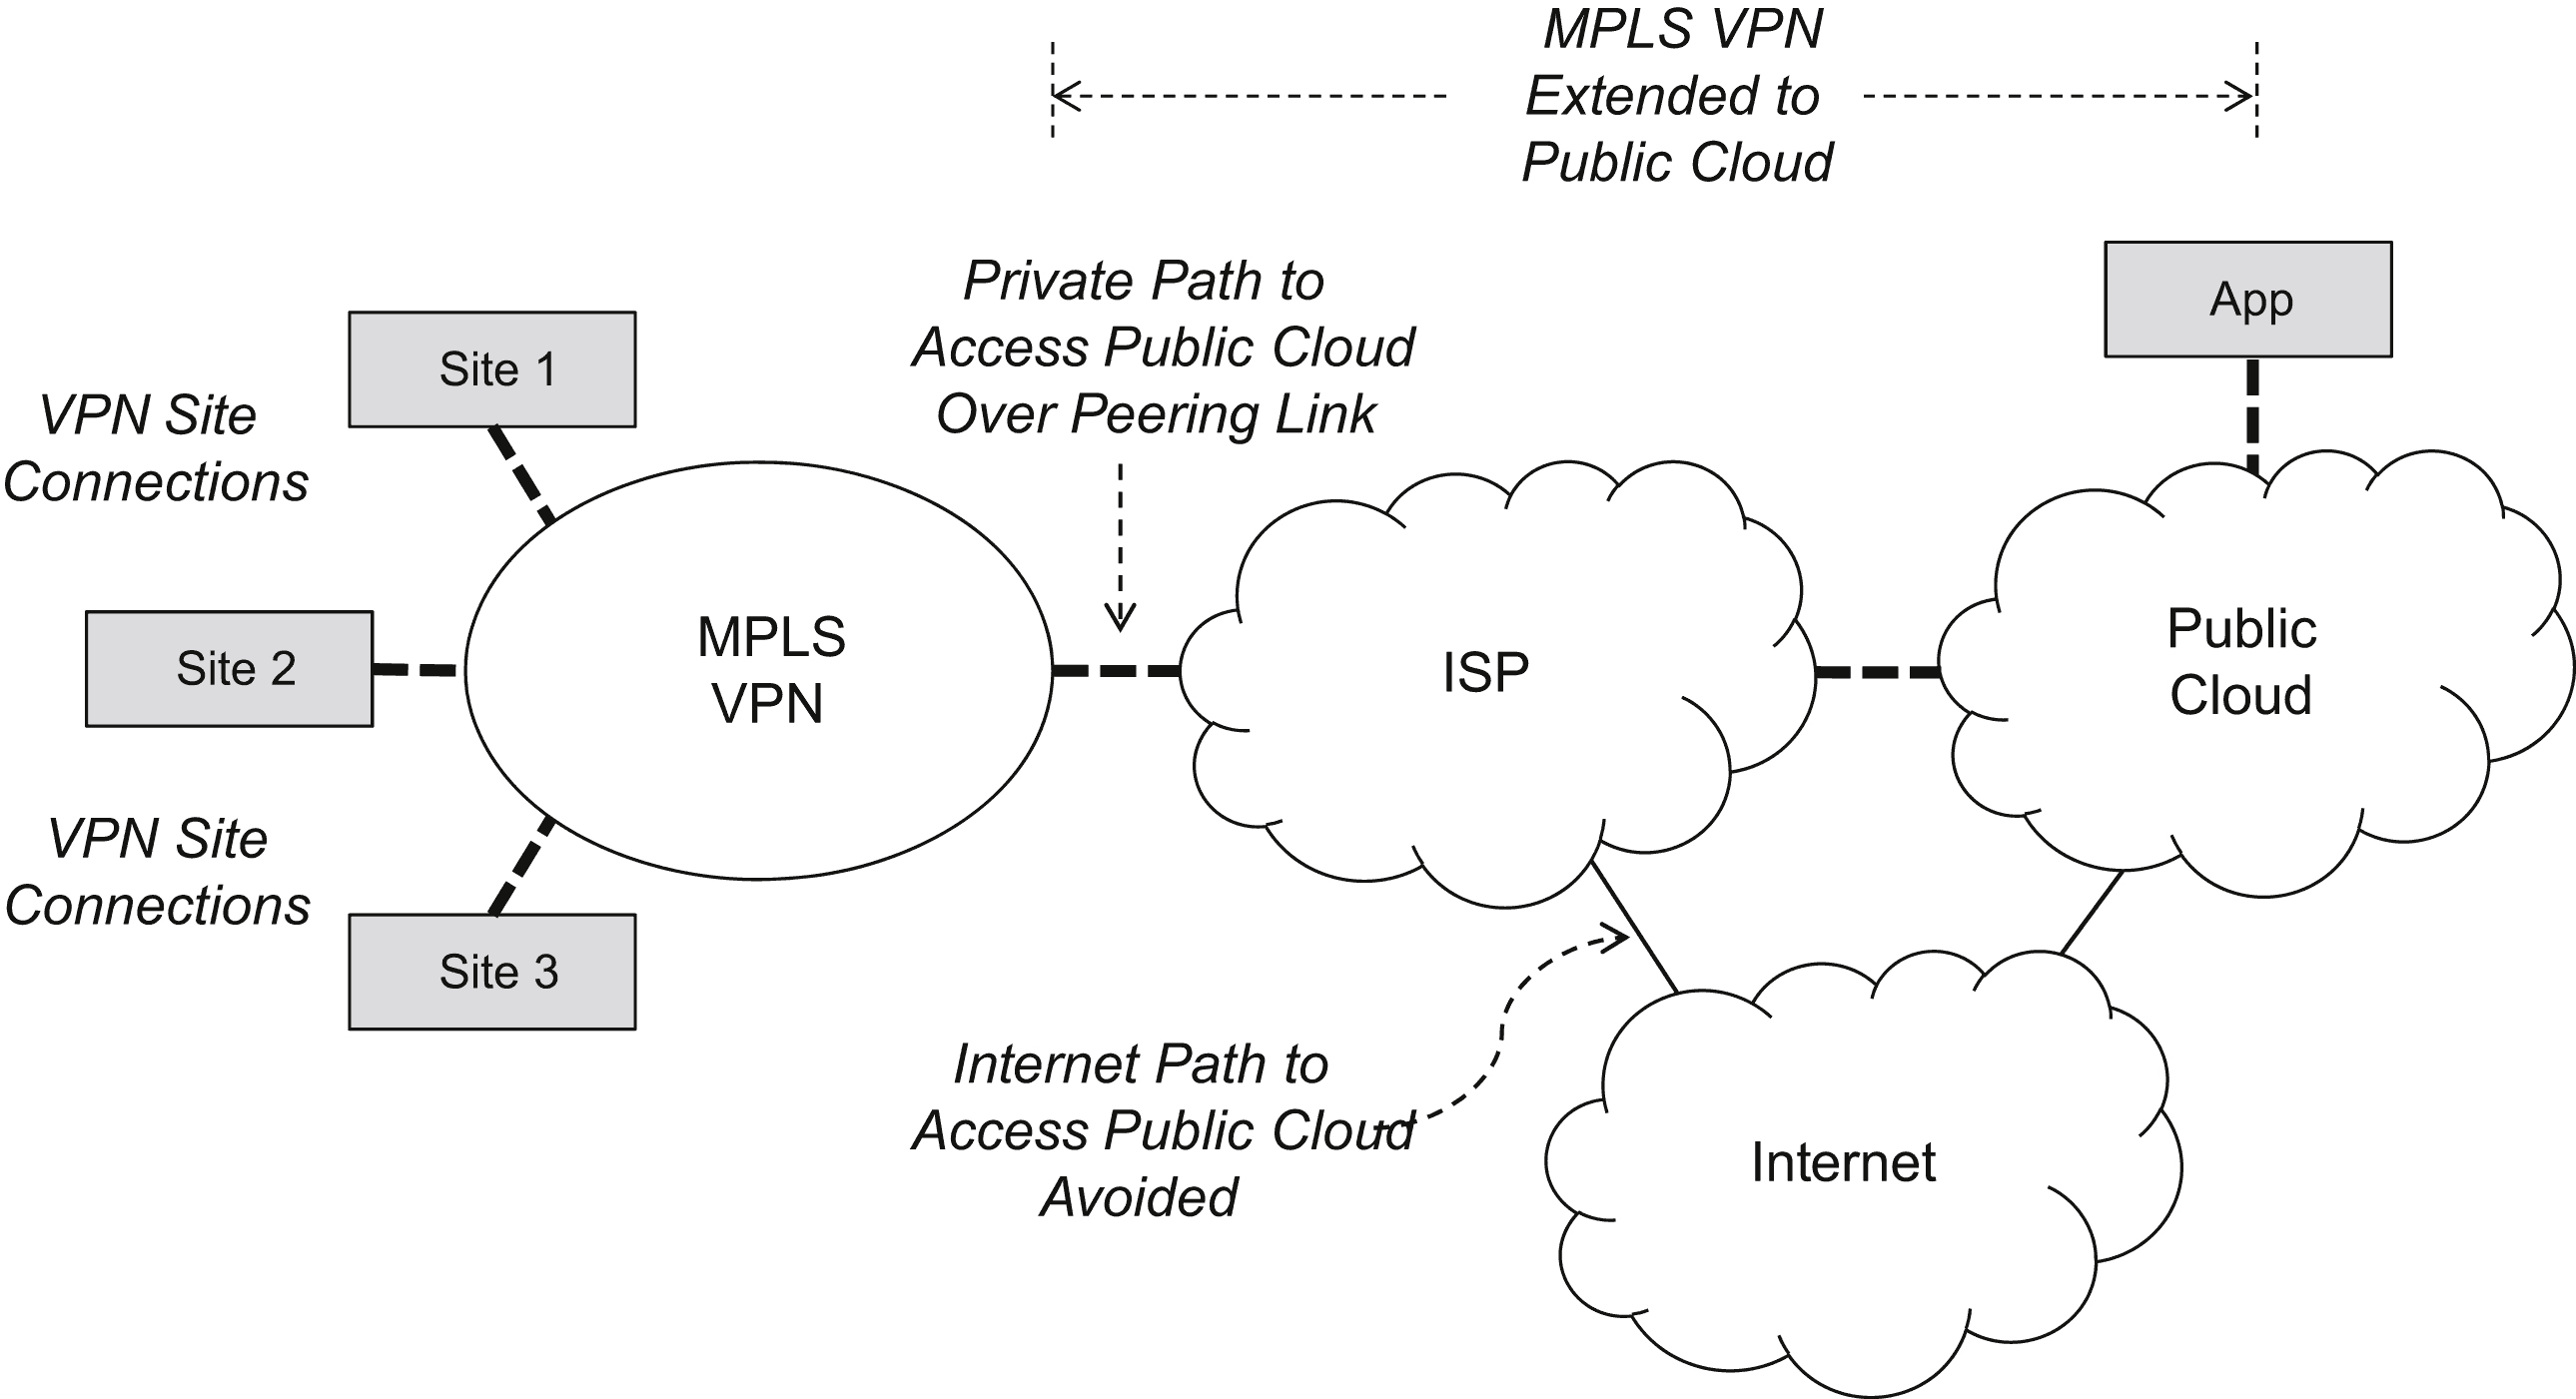 MPLS VPN
Extended to
Public Cloud
Private Path to
Access Public Cloud
Over Peering Link
App
Site 1
VPN Site
Connections
Site 2
MPLS
VPN
ISP
Public
Cloud
VPN Site
Connections
Site 3
Internet Path to
Access Public Cloud
Avoided
Internet